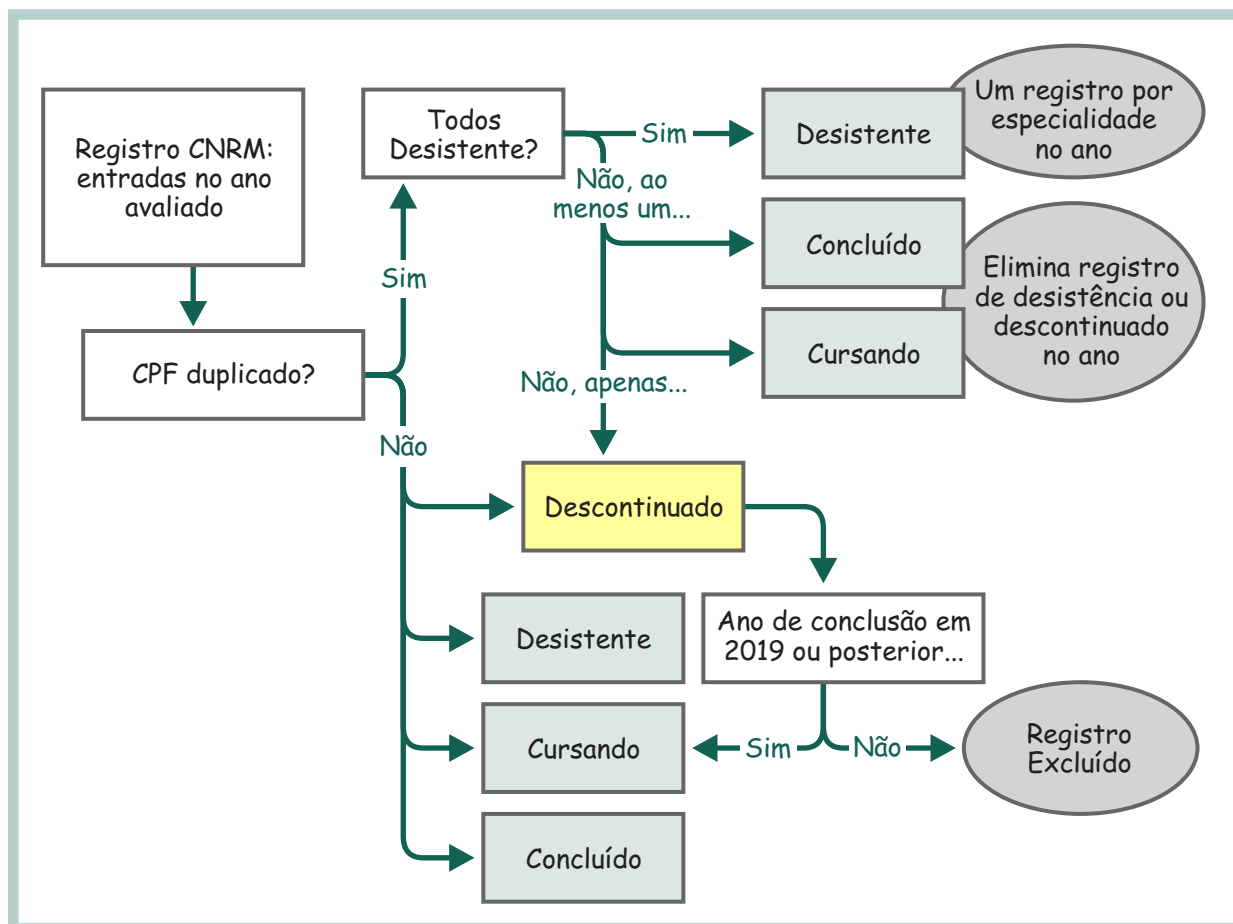 Registro CNRM:
entradas no ano
avaliado
CPF duplicado?
Sim
Não
Todos
Desistente?
Sim
Não, ao
menos um...
Não, apenas...
Desistente
Um registro por
especialidade
no ano
Concluído
Cursando
Elimina registro
de desistência ou
descontinuado
no ano
Descontinuado
Ano de conclusão em
2019 ou posterior...
Sim
Não
Registro
Excluído
Desistente
Cursando
Concluído